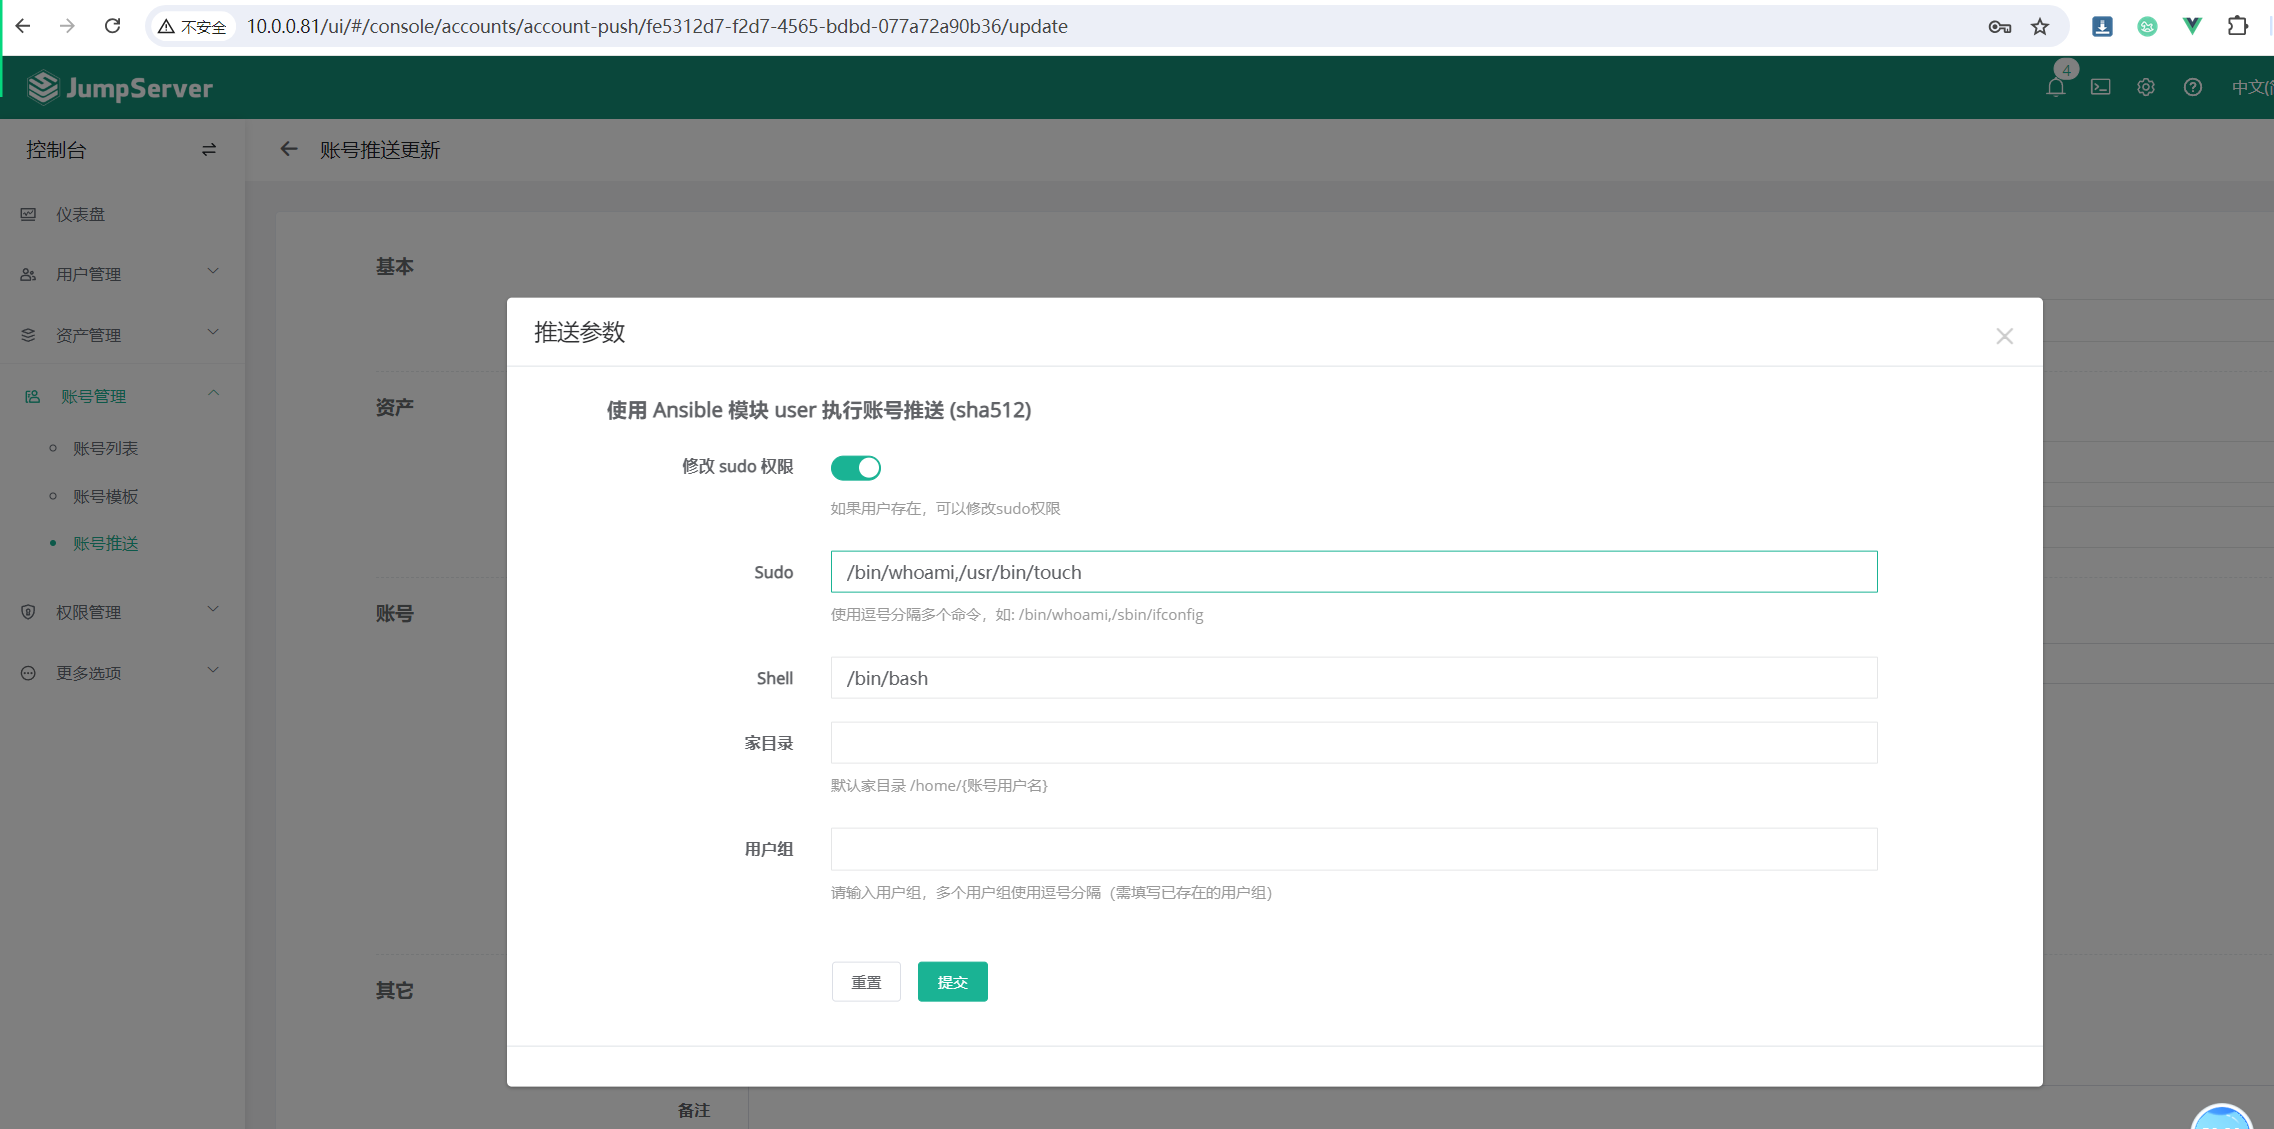 不安全
10.0.0.81/ui/#/console/accounts/account-push/fe5312d7-f2d7-4565-bdbd-077a72a90b36/update
JumpServer
4
中文(
控制台
账号推送更新
仪表盘
用户管理
资产管理
账号管理
账号列表
账号模板
账号推送
权限管理
更多选项
基本
资产
账号
其它
备注
推送参数
使用 Ansible 模块 user 执行账号推送 (sha512)
修改 sudo 权限
如果用户存在，可以修改sudo权限
Sudo
/bin/whoami,/usr/bin/touch
使用逗号分隔多个命令，如: /bin/whoami,/sbin/ifconfig
Shell
/bin/bash
家目录
默认家目录 /home/{账号用户名}
用户组
请输入用户组，多个用户组使用逗号分隔（需填写已存在的用户组）
重置
提交